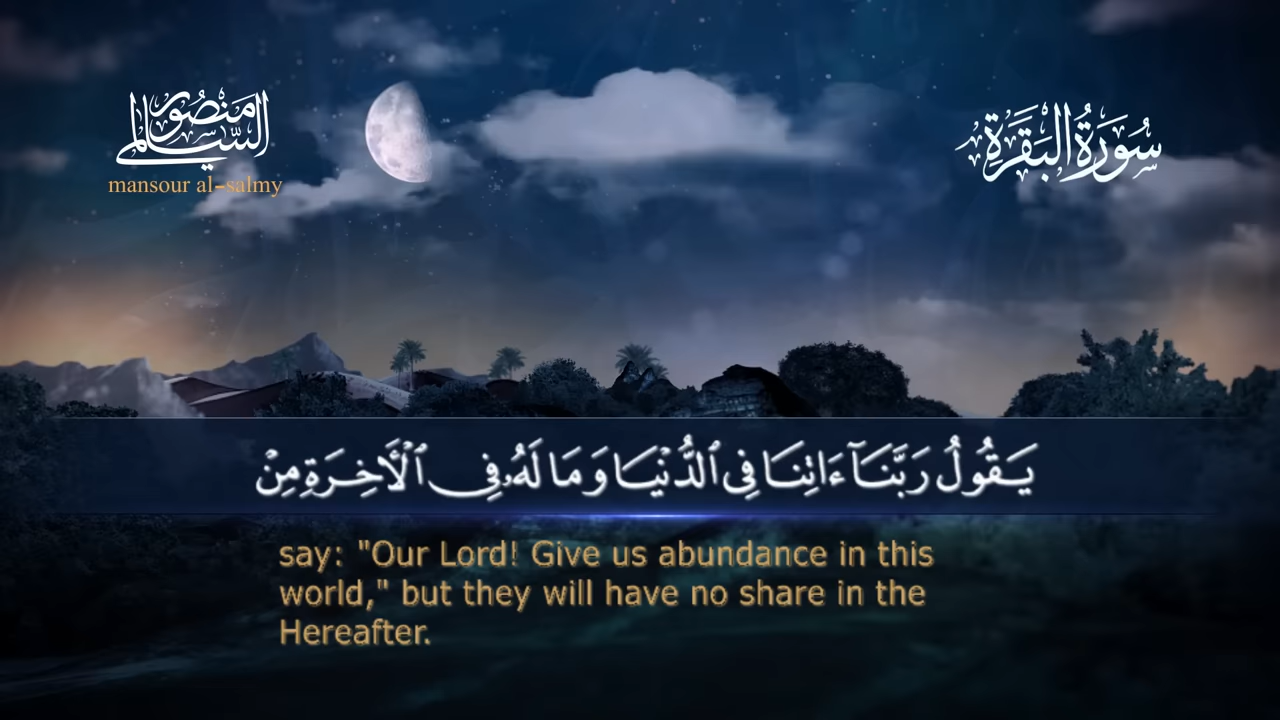 منصور السالمي
mansour al-salmy
سُورَةُ البَقَرَةِ
يَقُولُ رَبَّنَآ ءَاتِنَا فِى ٱلدُّنْيَا وَمَا لَهُۥ فِى ٱلْأَخِرَةِ مِنْ
say: "Our Lord! Give us abundance in this
world," but they will have no share in the
Hereafter.